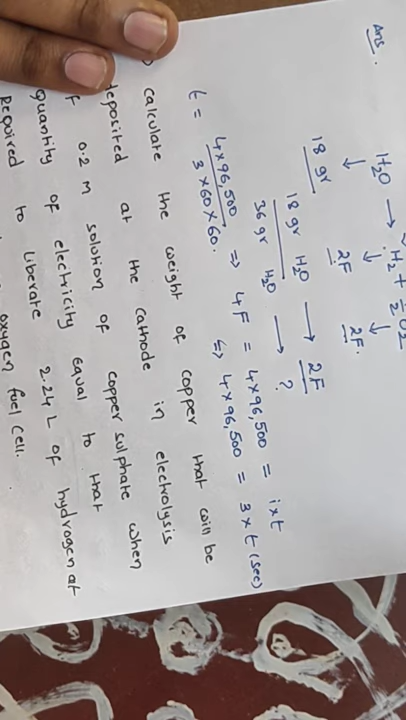 Ans.
H₂O → H₂ + ½O₂
↓ ↓ ↓
18 gr 2F 2F.
18 gr H₂O → 2F
36 gr H₂O → ?
t = 4×96,500 / 3×60×60. ⇒ 4F = 4×96,500 = i×t
⇒ 4×96,500 = 3×t (sec)
calculate the weight of copper that will be
deposited at the cathode in electrolysis
of 0.2 M solution of copper sulphate when
quantity of electricity equal to that
Required to liberate 2.24 L of hydrogen at
oxygen fuel cell.